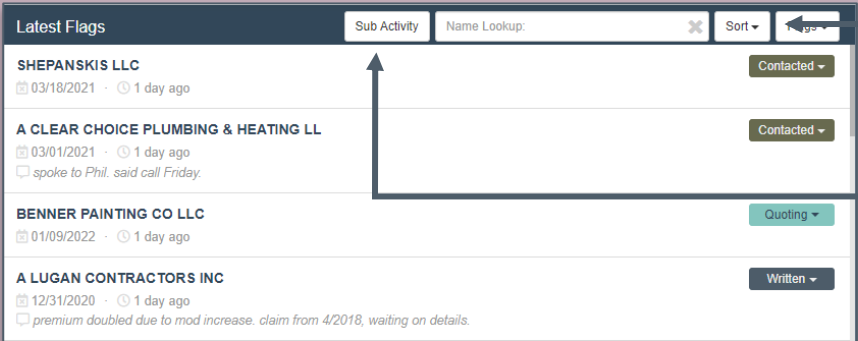 Latest Flags Sub Activity Name Lookup: Sort
SHEPANSKIS LLC Contacted
03/18/2021 · 1 day ago
A CLEAR CHOICE PLUMBING & HEATING LL Contacted
03/01/2021 · 1 day ago
spoke to Phil. said call Friday.
BENNER PAINTING CO LLC Quoting
01/09/2022 · 1 day ago
A LUGAN CONTRACTORS INC Written
12/31/2020 · 1 day ago
premium doubled due to mod increase. claim from 4/2018, waiting on details.